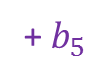 + b₅